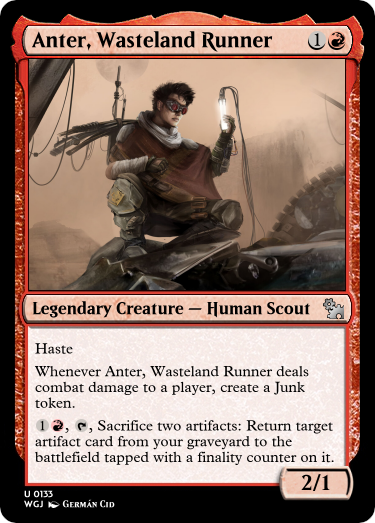 Anter, Wasteland Runner 1
Legendary Creature — Human Scout
Haste
Whenever Anter, Wasteland Runner deals
combat damage to a player, create a Junk
token.
1, , Sacrifice two artifacts: Return target
artifact card from your graveyard to the
battlefield tapped with a finality counter on it.
2/1
U 0133
WGJ Germán Cid